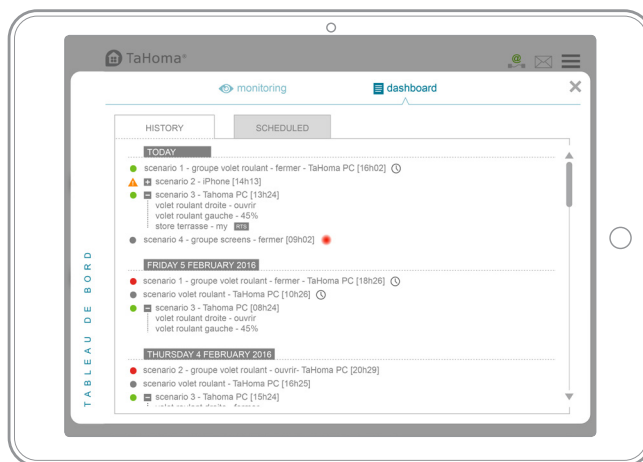 TaHoma®
@
monitoring
dashboard
HISTORY
SCHEDULED
TODAY
scenario 1 - groupe volet roulant - fermer - TaHoma PC [16h02]
scenario 2 - iPhone [14h13]
scenario 3 - Tahoma PC [13h24]
volet roulant droite - ouvrir
volet roulant gauche - 45%
store terrasse - my RTS
scenario 4 - groupe screens - fermer [09h02]
FRIDAY 5 FEBRUARY 2016
scenario 1 - groupe volet roulant - fermer - TaHoma PC [18h26]
scenario volet roulant - TaHoma PC [10h26]
scenario 3 - TaHoma PC [08h24]
volet roulant droite - ouvrir
volet roulant gauche - 45%
THURSDAY 4 FEBRUARY 2016
scenario 2 - groupe volet roulant - ouvrir- TaHoma PC [20h29]
scenario volet roulant - TaHoma PC [16h25]
scenario 3 - Tahoma PC [15h24]
volet roulant droite - fermer
TABLEAU DE BORD